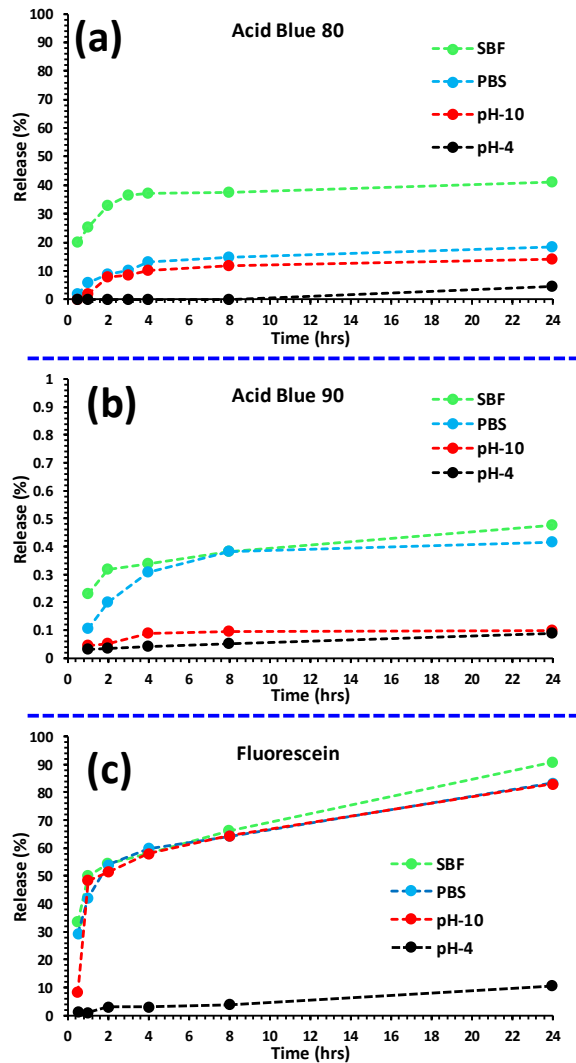 (a)
Acid Blue 80
SBF
PBS
pH-10
pH-4
Release (%)
100
90
80
70
60
50
40
30
20
10
0
0 2 4 6 8 10 12 14 16 18 20 22 24
Time (hrs)
(b)
Acid Blue 90
SBF
PBS
pH-10
pH-4
Release (%)
1
0.9
0.8
0.7
0.6
0.5
0.4
0.3
0.2
0.1
0
0 2 4 6 8 10 12 14 16 18 20 22 24
Time (hrs)
(c)
Fluorescein
SBF
PBS
pH-10
pH-4
Release (%)
100
90
80
70
60
50
40
30
20
10
0
0 2 4 6 8 10 12 14 16 18 20 22 24
Time (hrs)